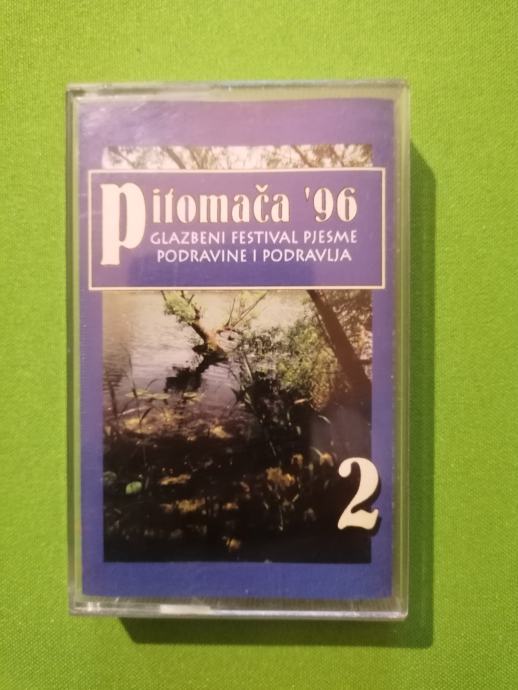 Pitomača '96
GLAZBENI FESTIVAL PJESME
PODRAVINE I PODRAVLJA
2